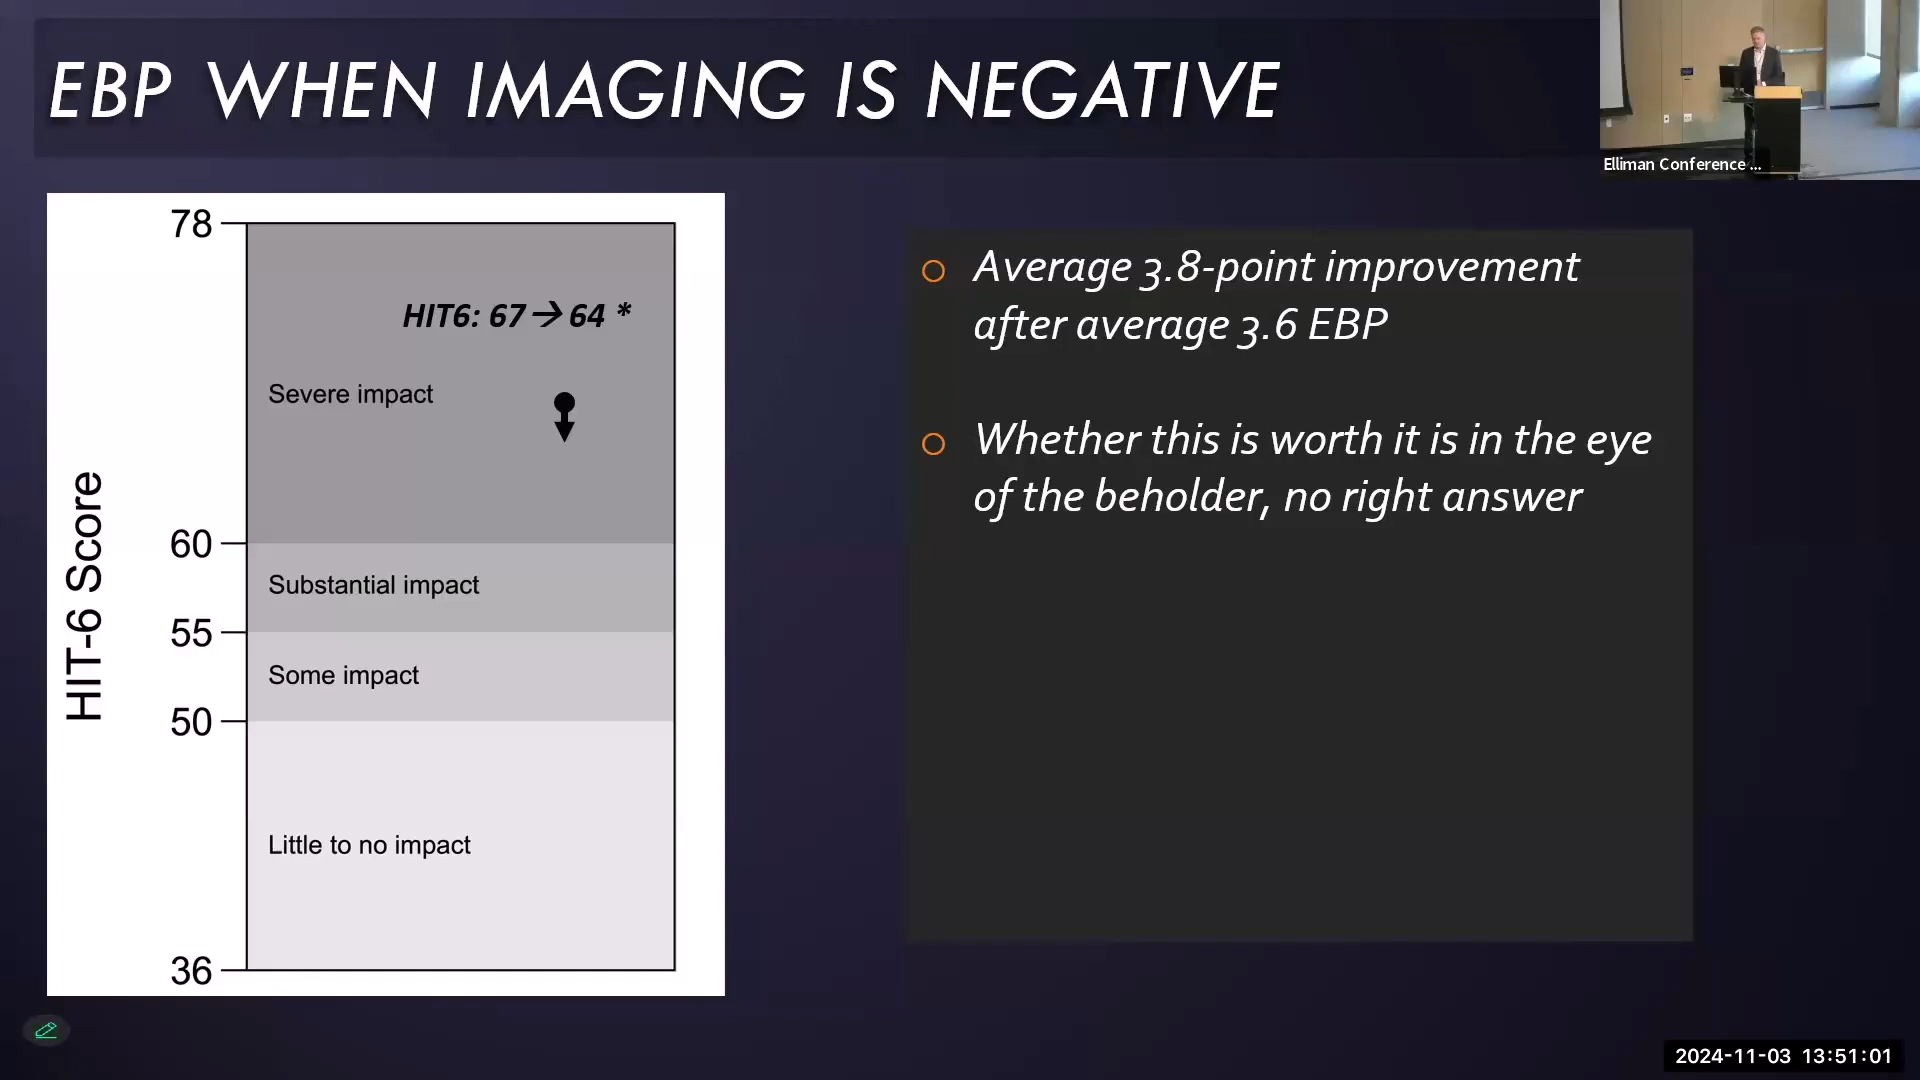 EBP WHEN IMAGING IS NEGATIVE
Elliman Conference ...
78
HIT6: 67→64 *
Severe impact
60
Substantial impact
55
Some impact
50
Little to no impact
36
HIT-6 Score
Average 3.8-point improvement
after average 3.6 EBP
Whether this is worth it is in the eye
of the beholder, no right answer
2024-11-03 13:51:01